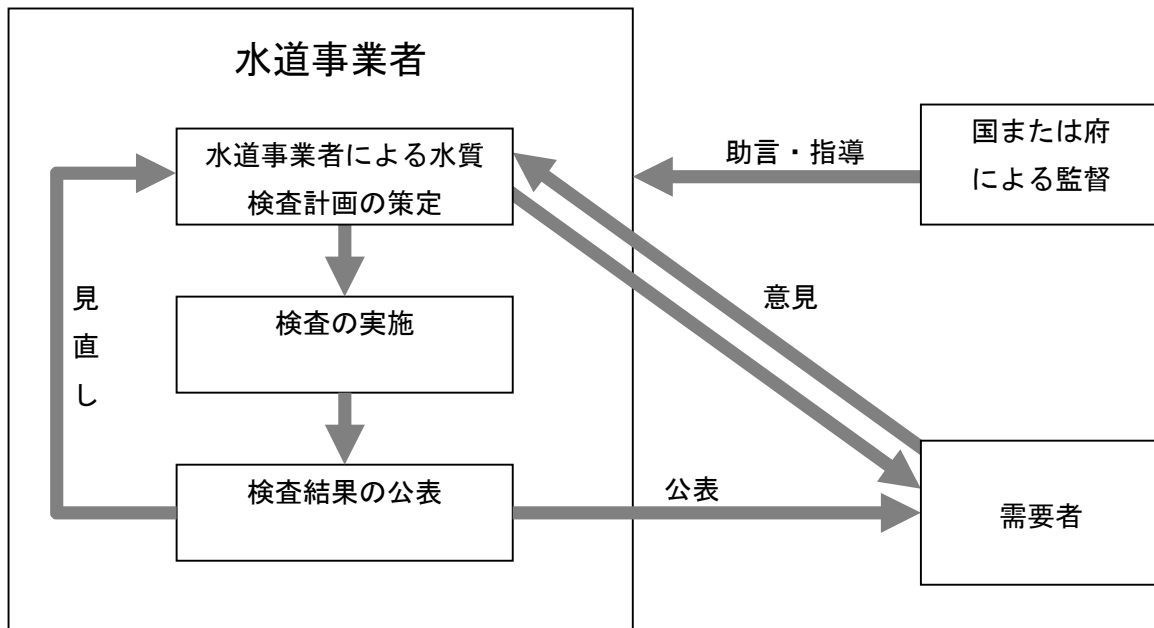 水道事業者
水道事業者による水質
検査計画の策定
助言・指導
国または府
による監督
見直し
検査の実施
意見
検査結果の公表
公表
需要者